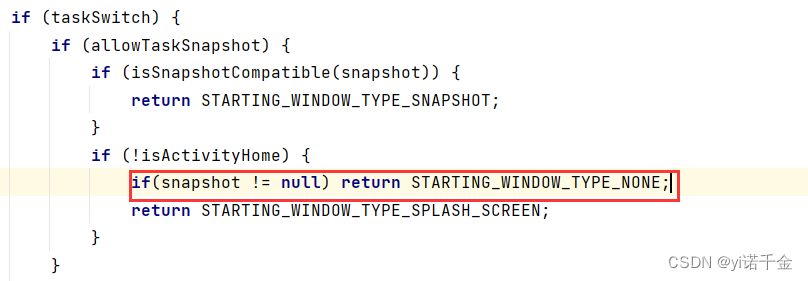 if (taskSwitch) {
if (allowTaskSnapshot) {
if (isSnapshotCompatible(snapshot)) {
return STARTING_WINDOW_TYPE_SNAPSHOT;
}
if (!isActivityHome) {
if(snapshot != null) return STARTING_WINDOW_TYPE_NONE;
return STARTING_WINDOW_TYPE_SPLASH_SCREEN;
}
}
CSDN @yi诺千金